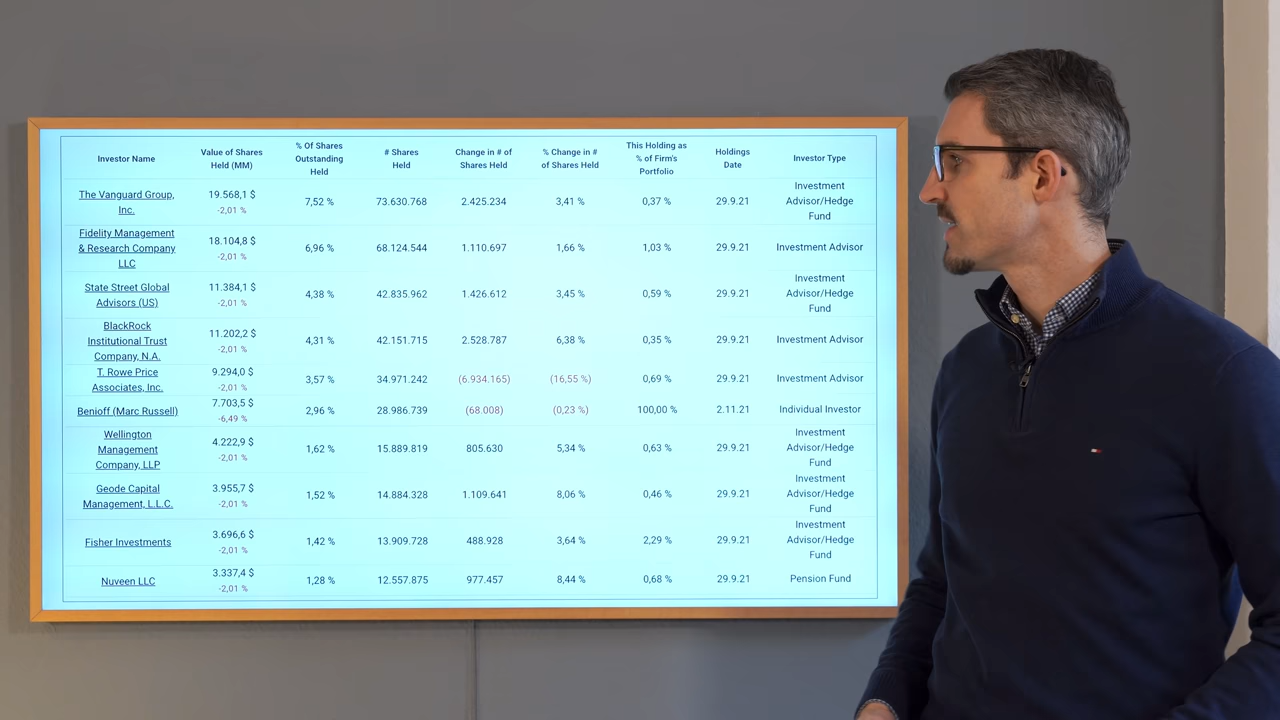 Investor Name
Value of Shares
Held (MM)
% Of Shares
Outstanding
Held
# Shares
Held
Change in # of
Shares Held
% Change in #
of Shares Held
This Holding as
% of Firm's
Portfolio
Holdings
Date
Investor Type
The Vanguard Group,
Inc.
19.568,1 $
-2,01 %
7,52 %
73.630.768
2.425.234
3,41 %
0,37 %
29.9.21
Investment
Advisor/Hedge
Fund
Fidelity Management
& Research Company
LLC
18.104,8 $
-2,01 %
6,96 %
68.124.544
1.110.697
1,66 %
1,03 %
29.9.21
Investment Advisor
State Street Global
Advisors (US)
11.384,1 $
-2,01 %
4,38 %
42.835.962
1.426.612
3,45 %
0,59 %
29.9.21
Investment
Advisor/Hedge
Fund
BlackRock
Institutional Trust
Company, N.A.
11.202,2 $
-2,01 %
4,31 %
42.151.715
2.528.787
6,38 %
0,35 %
29.9.21
Investment Advisor
T. Rowe Price
Associates, Inc.
9.294,0 $
-2,01 %
3,57 %
34.971.242
(6.934.165)
(16,55 %)
0,69 %
29.9.21
Investment Advisor
Benioff (Marc Russell)
7.703,5 $
-6,49 %
2,96 %
28.986.739
(68.008)
(0,23 %)
100,00 %
2.11.21
Individual Investor
Wellington
Management
Company, LLP
4.222,9 $
-2,01 %
1,62 %
15.889.819
805.630
5,34 %
0,63 %
29.9.21
Investment
Advisor/Hedge
Fund
Geode Capital
Management, L.L.C.
3.955,7 $
-2,01 %
1,52 %
14.884.328
1.109.641
8,06 %
0,46 %
29.9.21
Investment
Advisor/Hedge
Fund
Fisher Investments
3.696,6 $
-2,01 %
1,42 %
13.909.728
488.928
3,64 %
2,29 %
29.9.21
Investment
Advisor/Hedge
Fund
Nuveen LLC
3.337,4 $
-2,01 %
1,28 %
12.557.875
977.457
8,44 %
0,68 %
29.9.21
Pension Fund